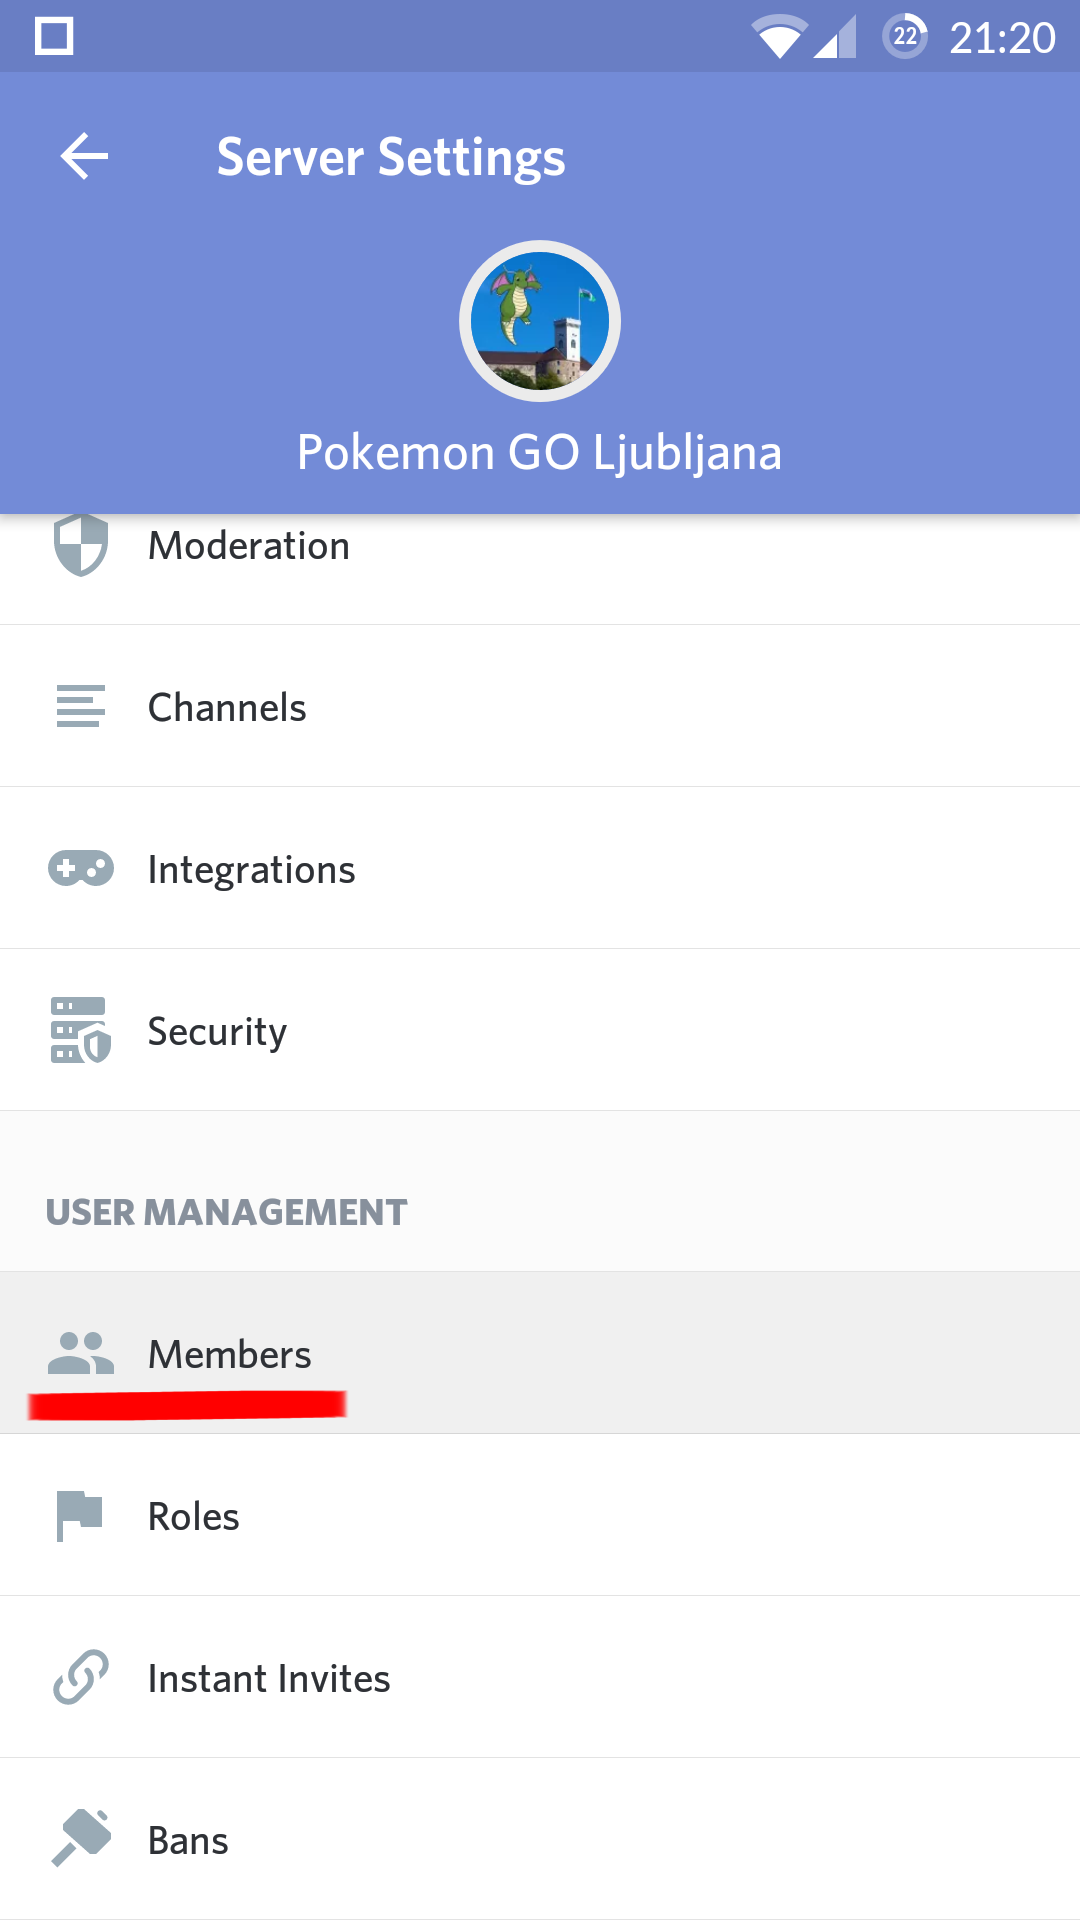 22 21:20
Server Settings
Pokemon GO Ljubljana
Moderation
Channels
Integrations
Security
USER MANAGEMENT
Members
Roles
Instant Invites
Bans